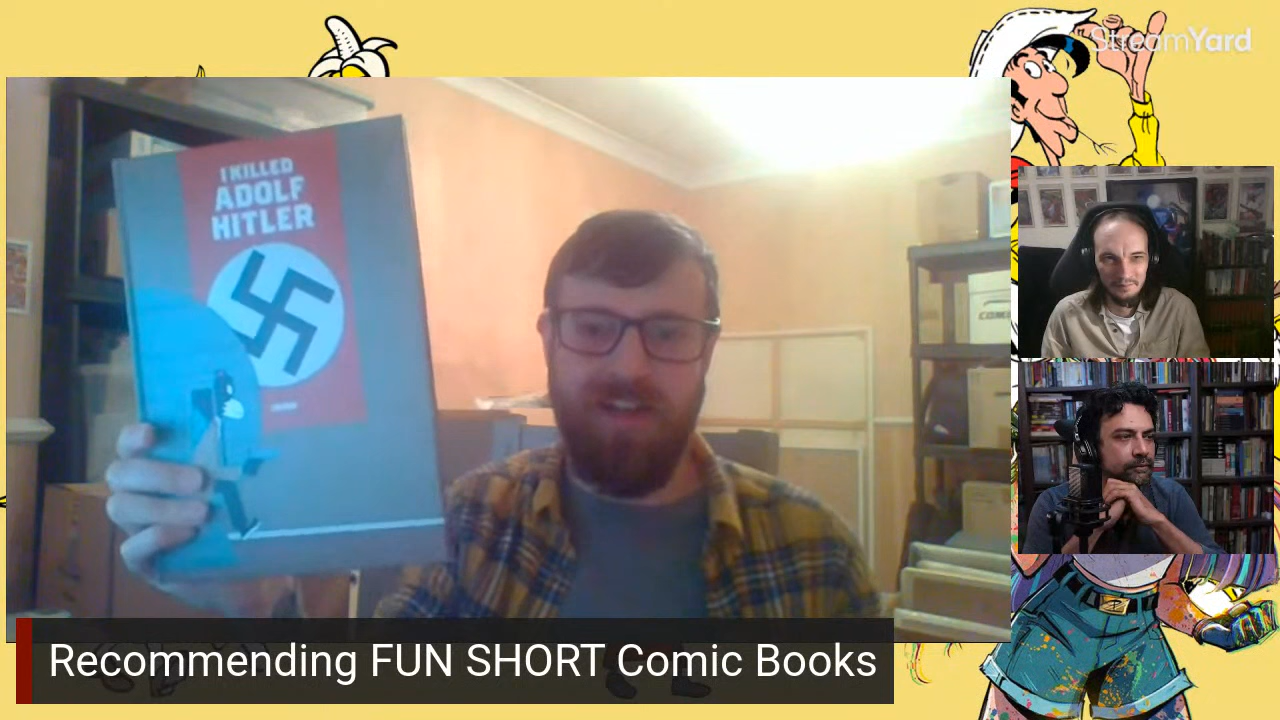 StreamYard
I KILLED
ADOLF
HITLER
Recommending FUN SHORT Comic Books